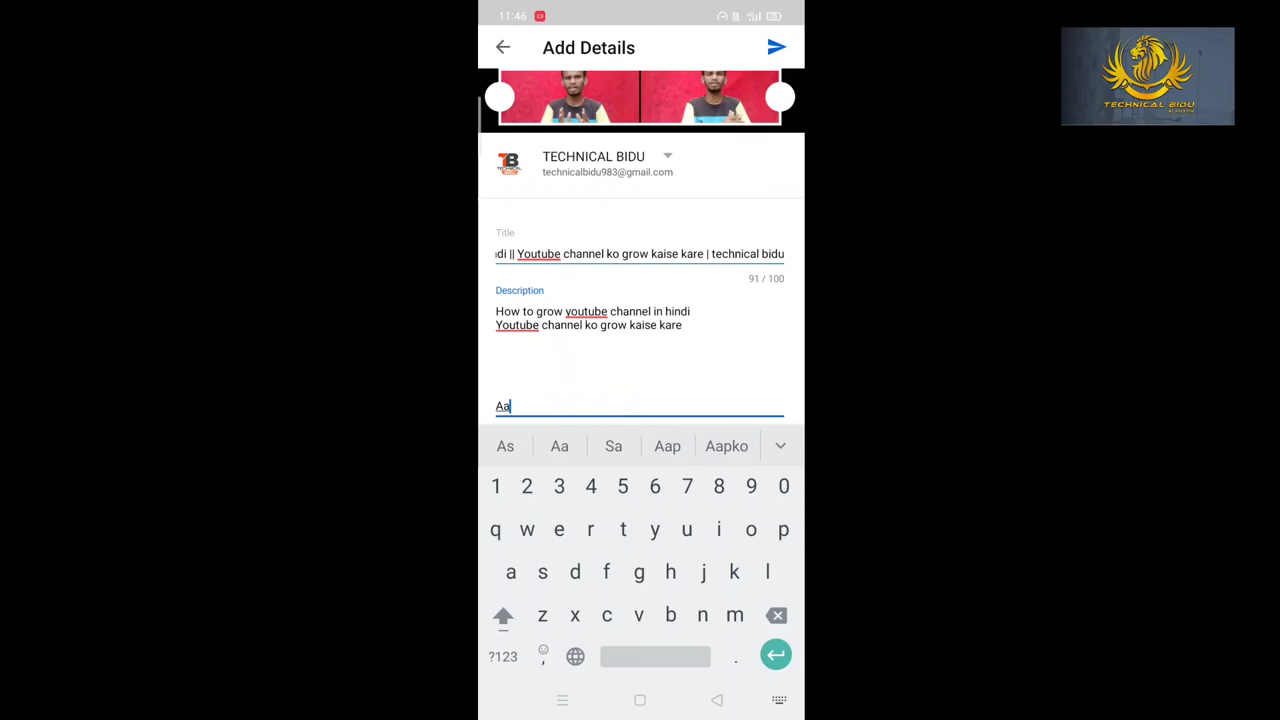 11:46
Add Details
TECHNICAL BIDU
TECHNICAL BIDU
technicalbidu983@gmail.com
Title
ndi || Youtube channel ko grow kaise kare | technical bidu
91 / 100
Description
How to grow youtube channel in hindi
Youtube channel ko grow kaise kare
Aa
As Aa Sa Aap Aapko
1 2 3 4 5 6 7 8 9 0
q w e r t y u i o p
a s d f g h j k l
z x c v b n m
?123 , .